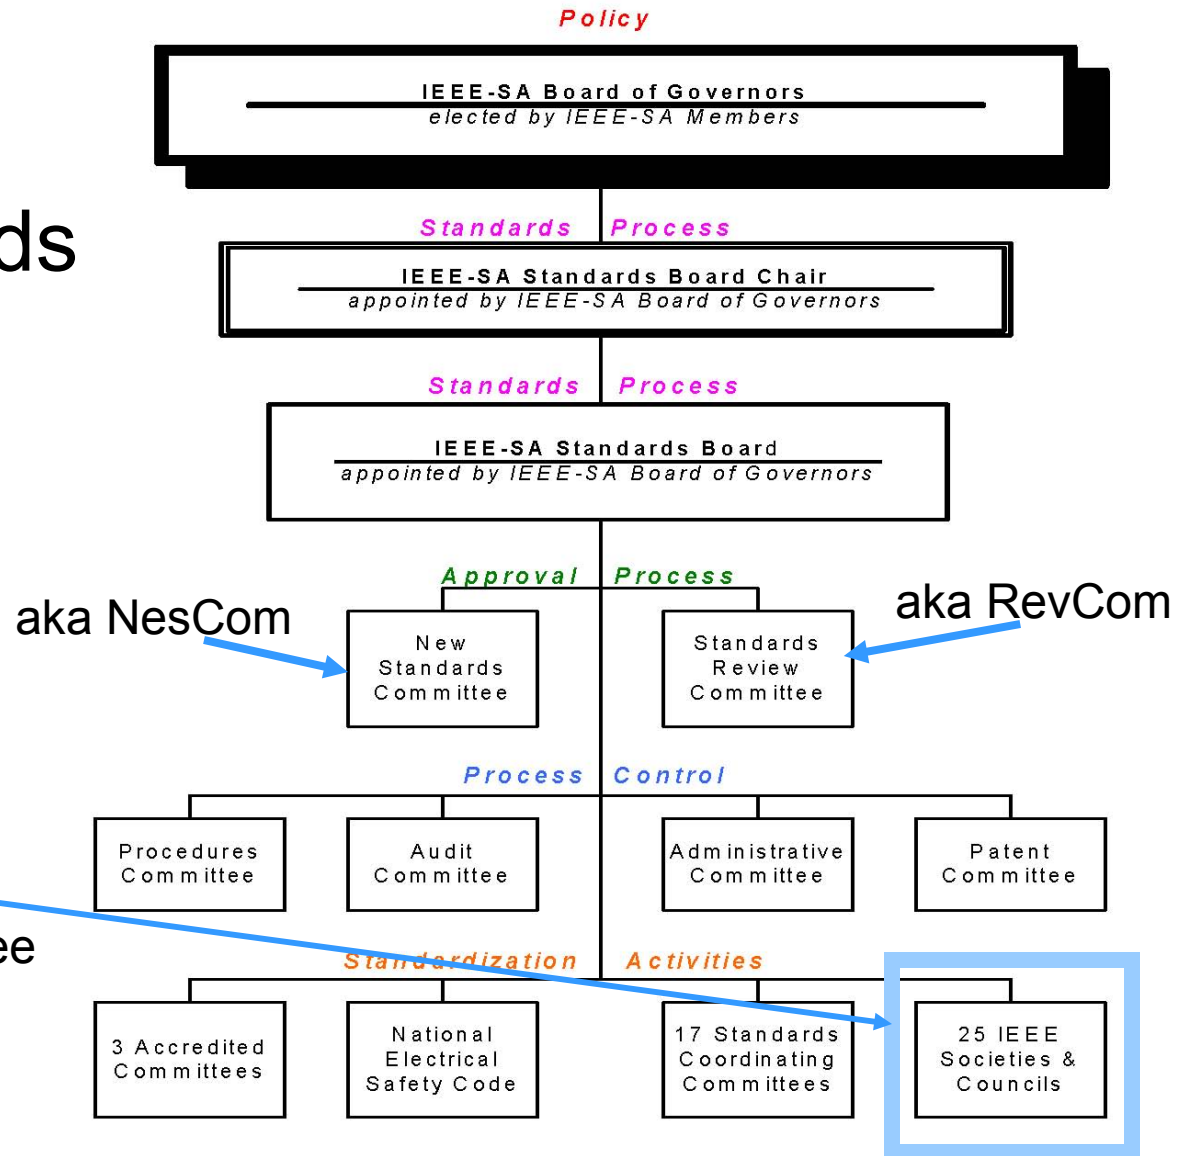 Policy
IEEE-SA Board of Governors
elected by IEEE-SA Members
ds
Standards Process
IEEE-SA Standards Board Chair
appointed by IEEE-SA Board of Governors
Standards Process
IEEE-SA Standards Board
appointed by IEEE-SA Board of Governors
Approval Process
aka NesCom
aka RevCom
New
Standards
Committee
Standards
Review
Committee
Process Control
Procedures
Committee
Audit
Committee
Administrative
Committee
Patent
Committee
ee
Standardization Activities
3 Accredited
Committees
National
Electrical
Safety Code
17 Standards
Coordinating
Committees
25 IEEE
Societies &
Councils